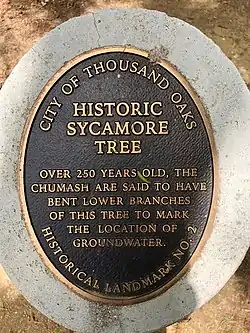 CITY OF THOUSAND OAKS
HISTORIC
SYCAMORE
TREE
OVER 250 YEARS OLD, THE
CHUMASH ARE SAID TO HAVE
BENT LOWER BRANCHES
OF THIS TREE TO MARK
THE LOCATION OF
GROUNDWATER.
HISTORICAL LANDMARK NO. 2